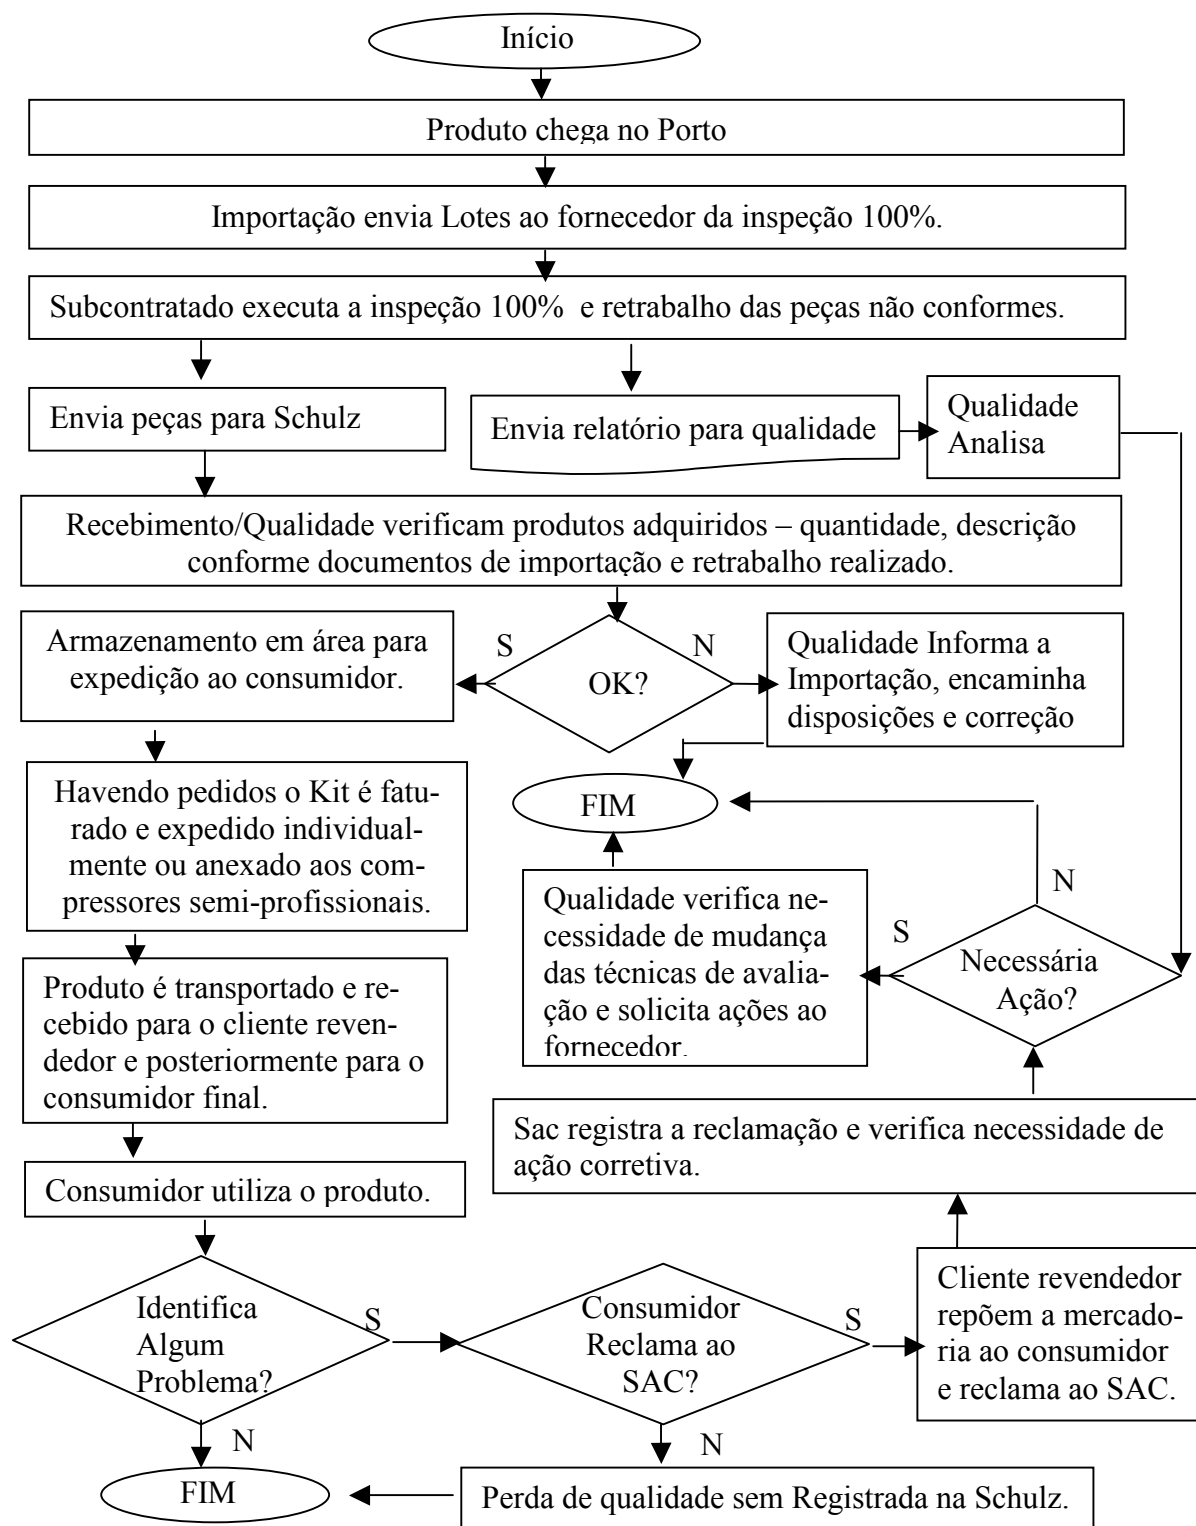 Início
Produto chega no Porto
Importação envia Lotes ao fornecedor da inspeção 100%.
Subcontratado executa a inspeção 100% e retrabalho das peças não conformes.
Envia peças para Schulz
Envia relatório para qualidade
Qualidade
Analisa
Recebimento/Qualidade verificam produtos adquiridos – quantidade, descrição
conforme documentos de importação e retrabalho realizado.
Armazenamento em área para
expedição ao consumidor.
S
OK?
N
Qualidade Informa a
Importação, encaminha
disposições e correção
Havendo pedidos o Kit é fatu-
rado e expedido individual-
mente ou anexado aos com-
pressores semi-profissionais.
FIM
Qualidade verifica ne-
cessidade de mudança
das técnicas de avalia-
ção e solicita ações ao
fornecedor.
S
N
Necessária
Ação?
Produto é transportado e re-
cebido para o cliente reven-
dedor e posteriormente para o
consumidor final.
Sac registra a reclamação e verifica necessidade de
ação corretiva.
Consumidor utiliza o produto.
Identifica
Algum
Problema?
S
N
Consumidor
Reclama ao
SAC?
S
N
Cliente revendedor
repõem a mercado-
ria ao consumidor
e reclama ao SAC.
FIM
Perda de qualidade sem Registrada na Schulz.